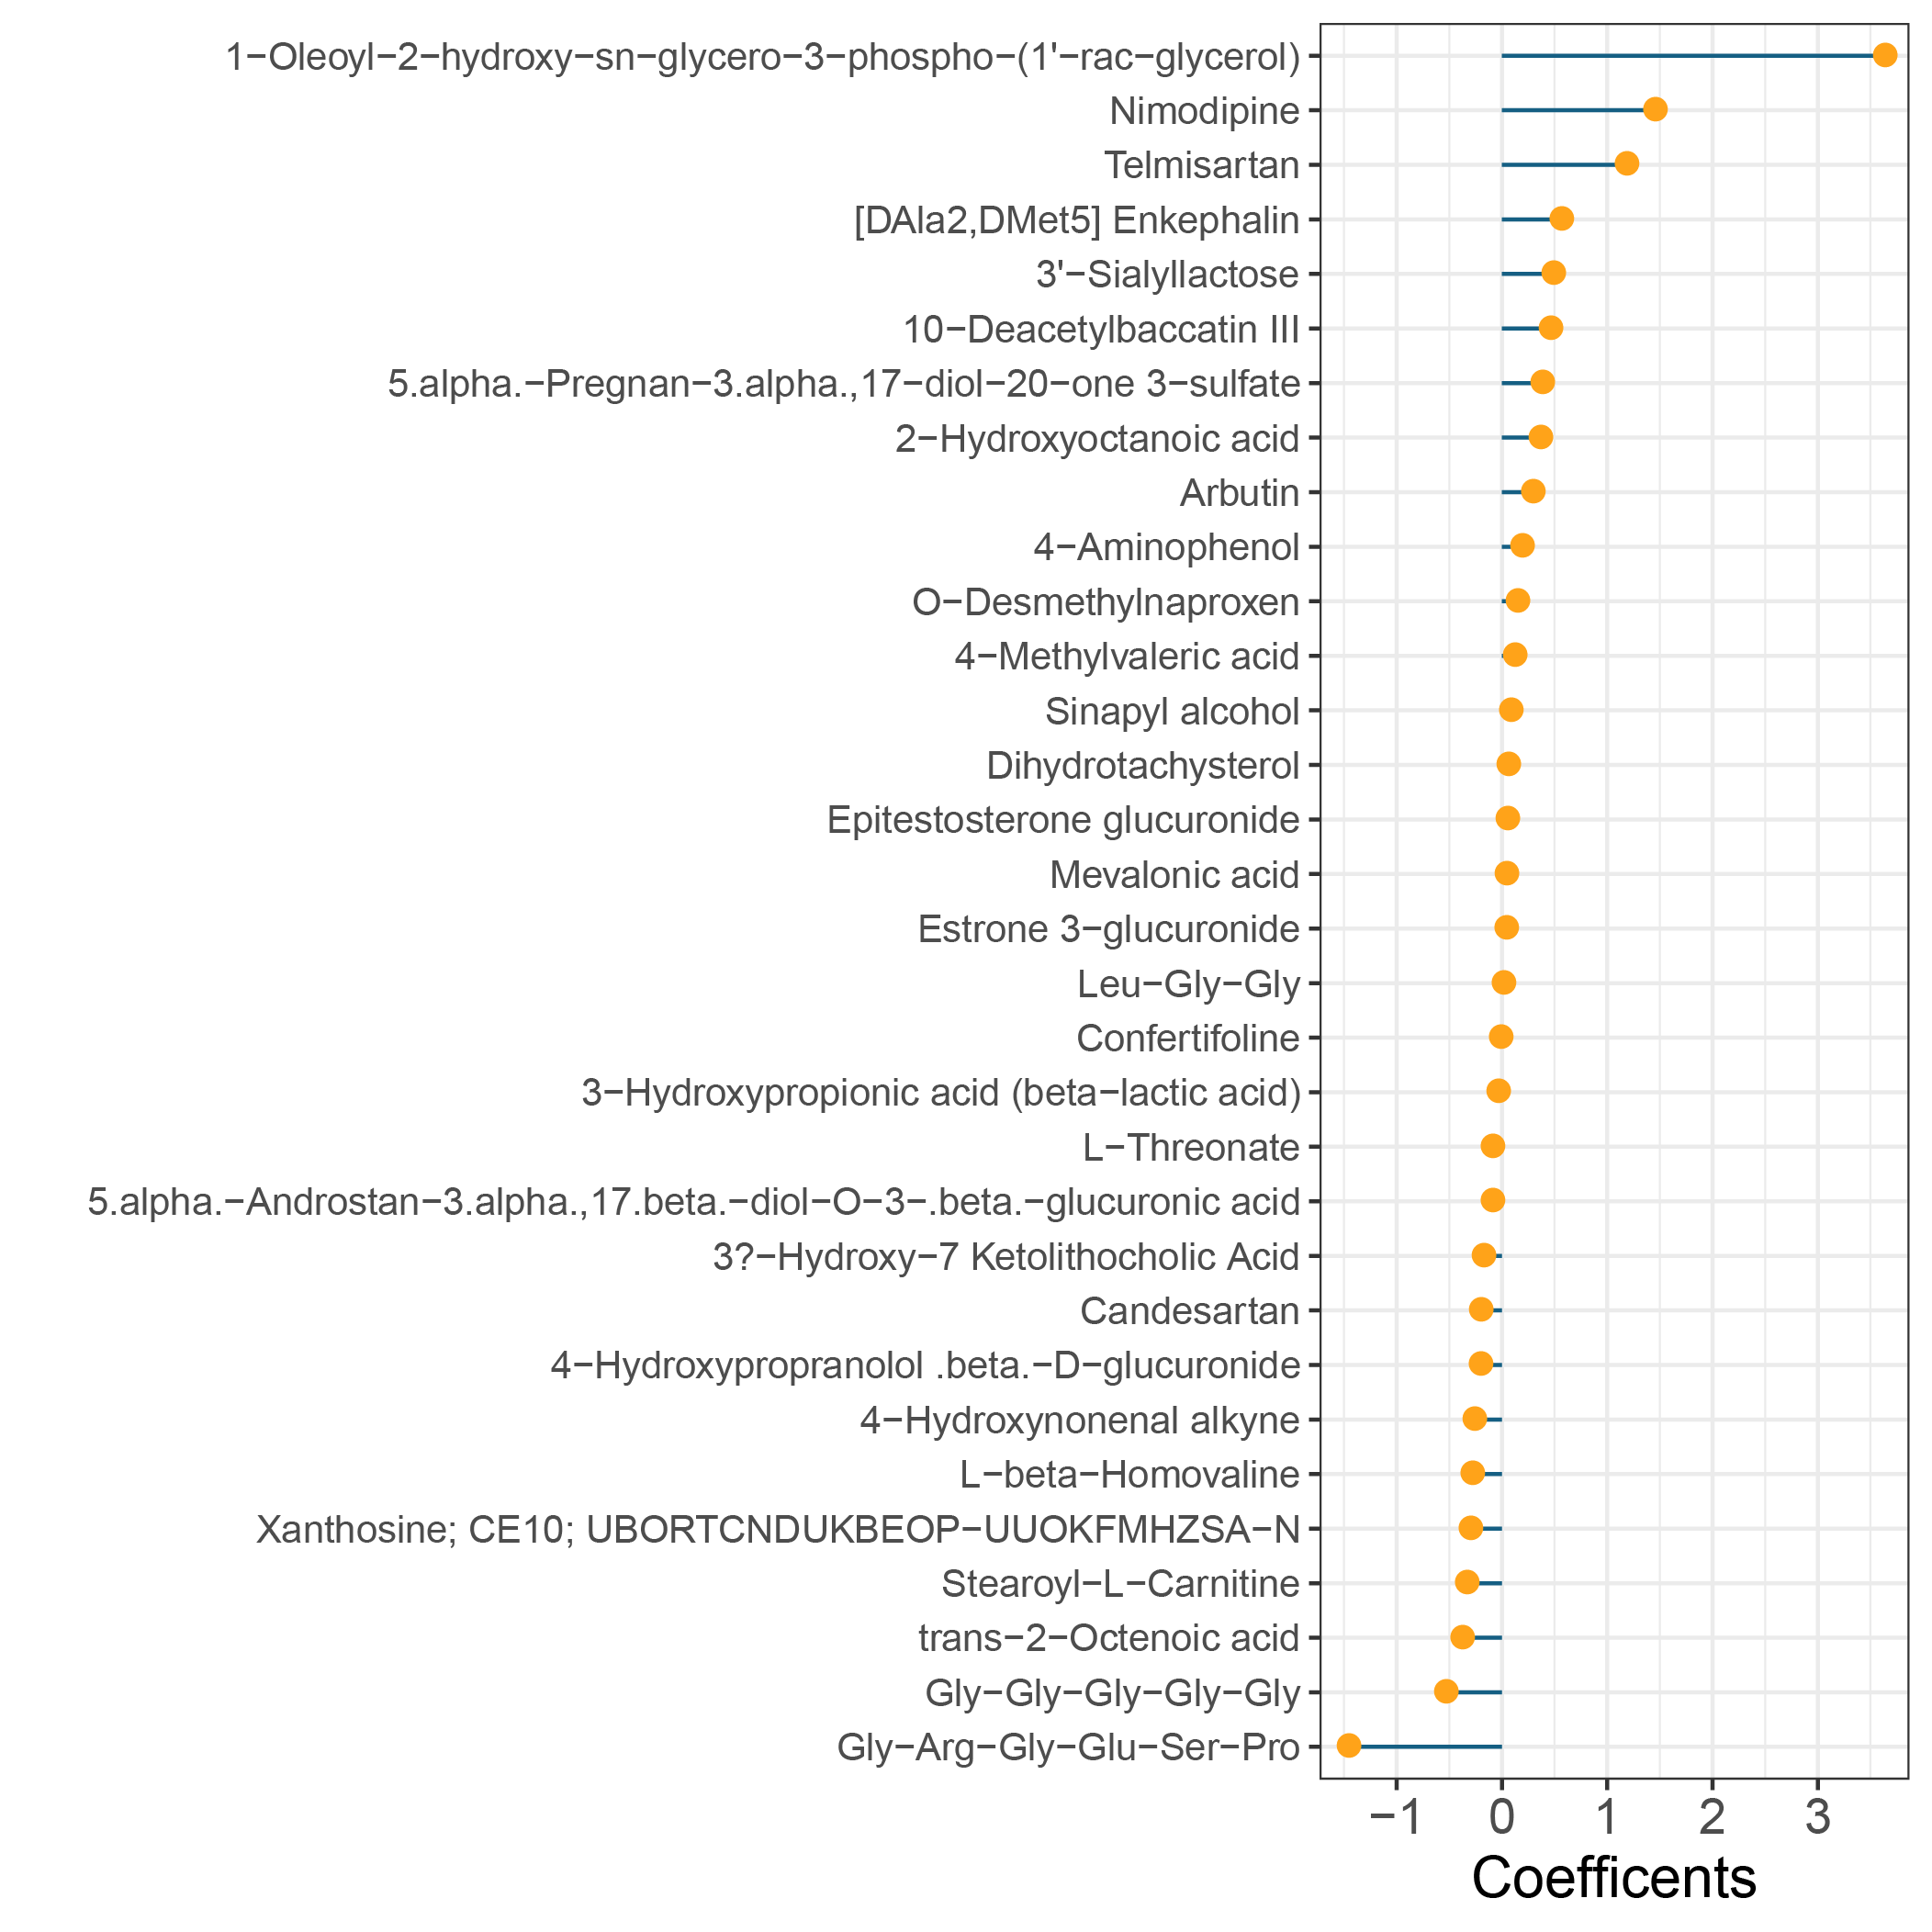 1−Oleoyl−2−hydroxy−sn−glycero−3−phospho−(1'−rac−glycerol)
Nimodipine
Telmisartan
[DAla2,DMet5] Enkephalin
3'−Sialyllactose
10−Deacetylbaccatin III
5.alpha.−Pregnan−3.alpha.,17−diol−20−one 3−sulfate
2−Hydroxyoctanoic acid
Arbutin
4−Aminophenol
O−Desmethylnaproxen
4−Methylvaleric acid
Sinapyl alcohol
Dihydrotachysterol
Epitestosterone glucuronide
Mevalonic acid
Estrone 3−glucuronide
Leu−Gly−Gly
Confertifoline
3−Hydroxypropionic acid (beta−lactic acid)
L−Threonate
5.alpha.−Androstan−3.alpha.,17.beta.−diol−O−3−.beta.−glucuronic acid
3?−Hydroxy−7 Ketolithocholic Acid
Candesartan
4−Hydroxypropranolol .beta.−D−glucuronide
4−Hydroxynonenal alkyne
L−beta−Homovaline
Xanthosine; CE10; UBORTCNDUKBEOP−UUOKFMHZSA−N
Stearoyl−L−Carnitine
trans−2−Octenoic acid
Gly−Gly−Gly−Gly−Gly
Gly−Arg−Gly−Glu−Ser−Pro
−1 0 1 2 3
Coefficents